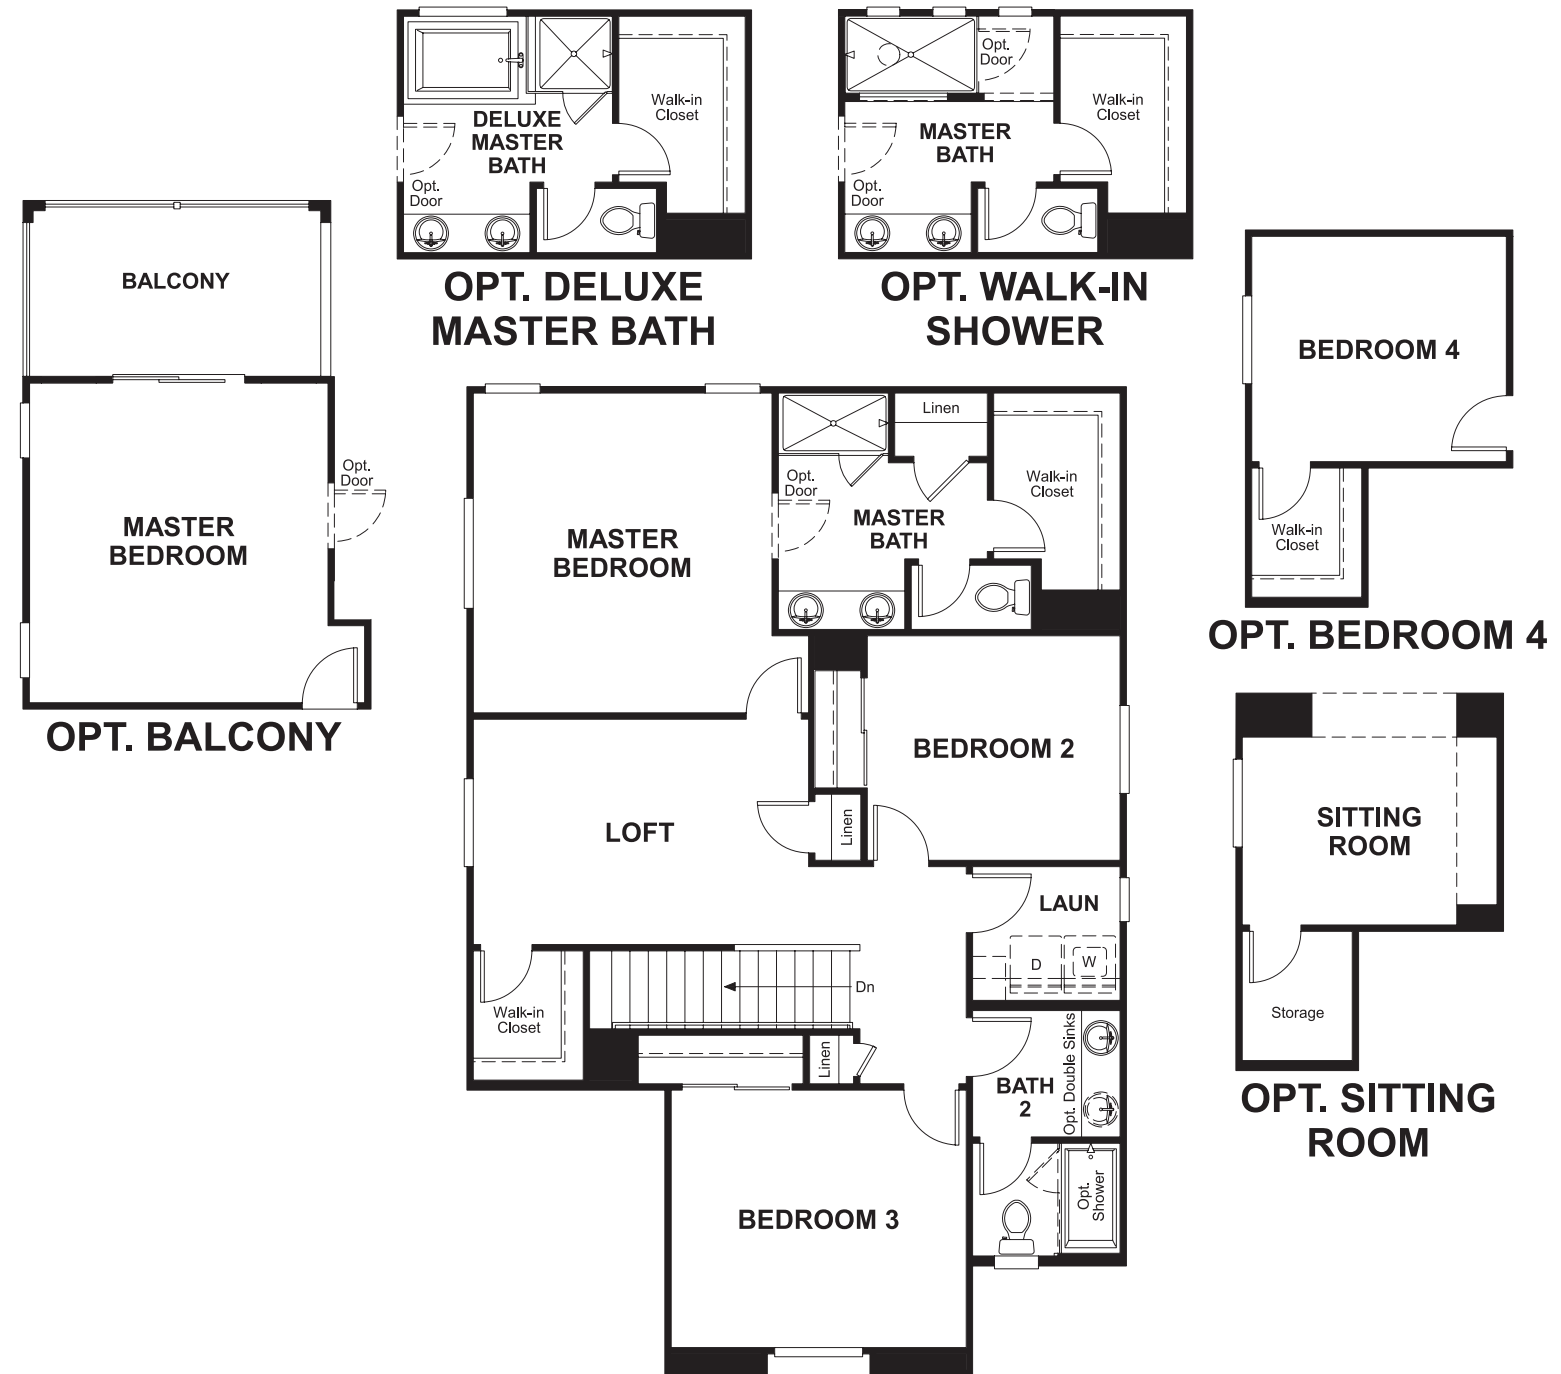 Walk-in
Closet
DELUXE
MASTER
BATH
Opt.
Door
OPT. DELUXE
MASTER BATH
Opt.
Door
Walk-in
Closet
MASTER
BATH
Opt.
Door
OPT. WALK-IN
SHOWER
BALCONY
Opt.
Door
MASTER
BEDROOM
OPT. BALCONY
BEDROOM 4
Walk-in
Closet
OPT. BEDROOM 4
Linen
Opt.
Door
Walk-in
Closet
MASTER
BATH
MASTER
BEDROOM
BEDROOM 2
LOFT
Linen
LAUN
D
W
Dn
Walk-in
Closet
Linen
Opt. Double Sinks
BATH
2
Opt.
Shower
BEDROOM 3
SITTING
ROOM
Storage
OPT. SITTING
ROOM